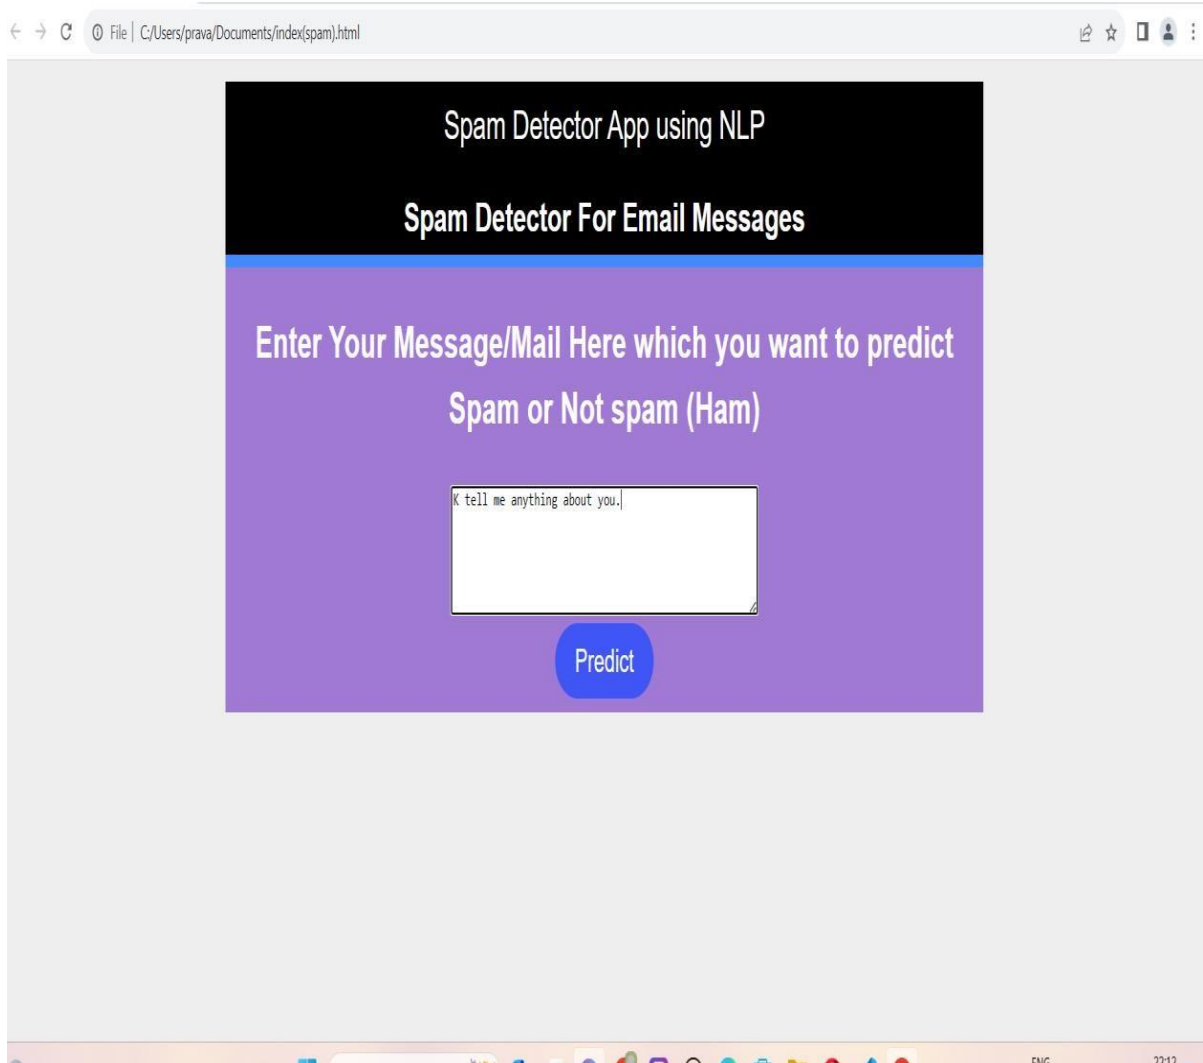 File | C:/Users/prava/Documents/index(spam).html
Spam Detector App using NLP
Spam Detector For Email Messages
Enter Your Message/Mail Here which you want to predict
Spam or Not spam (Ham)
K tell me anything about you.
Predict
ENG
22:12